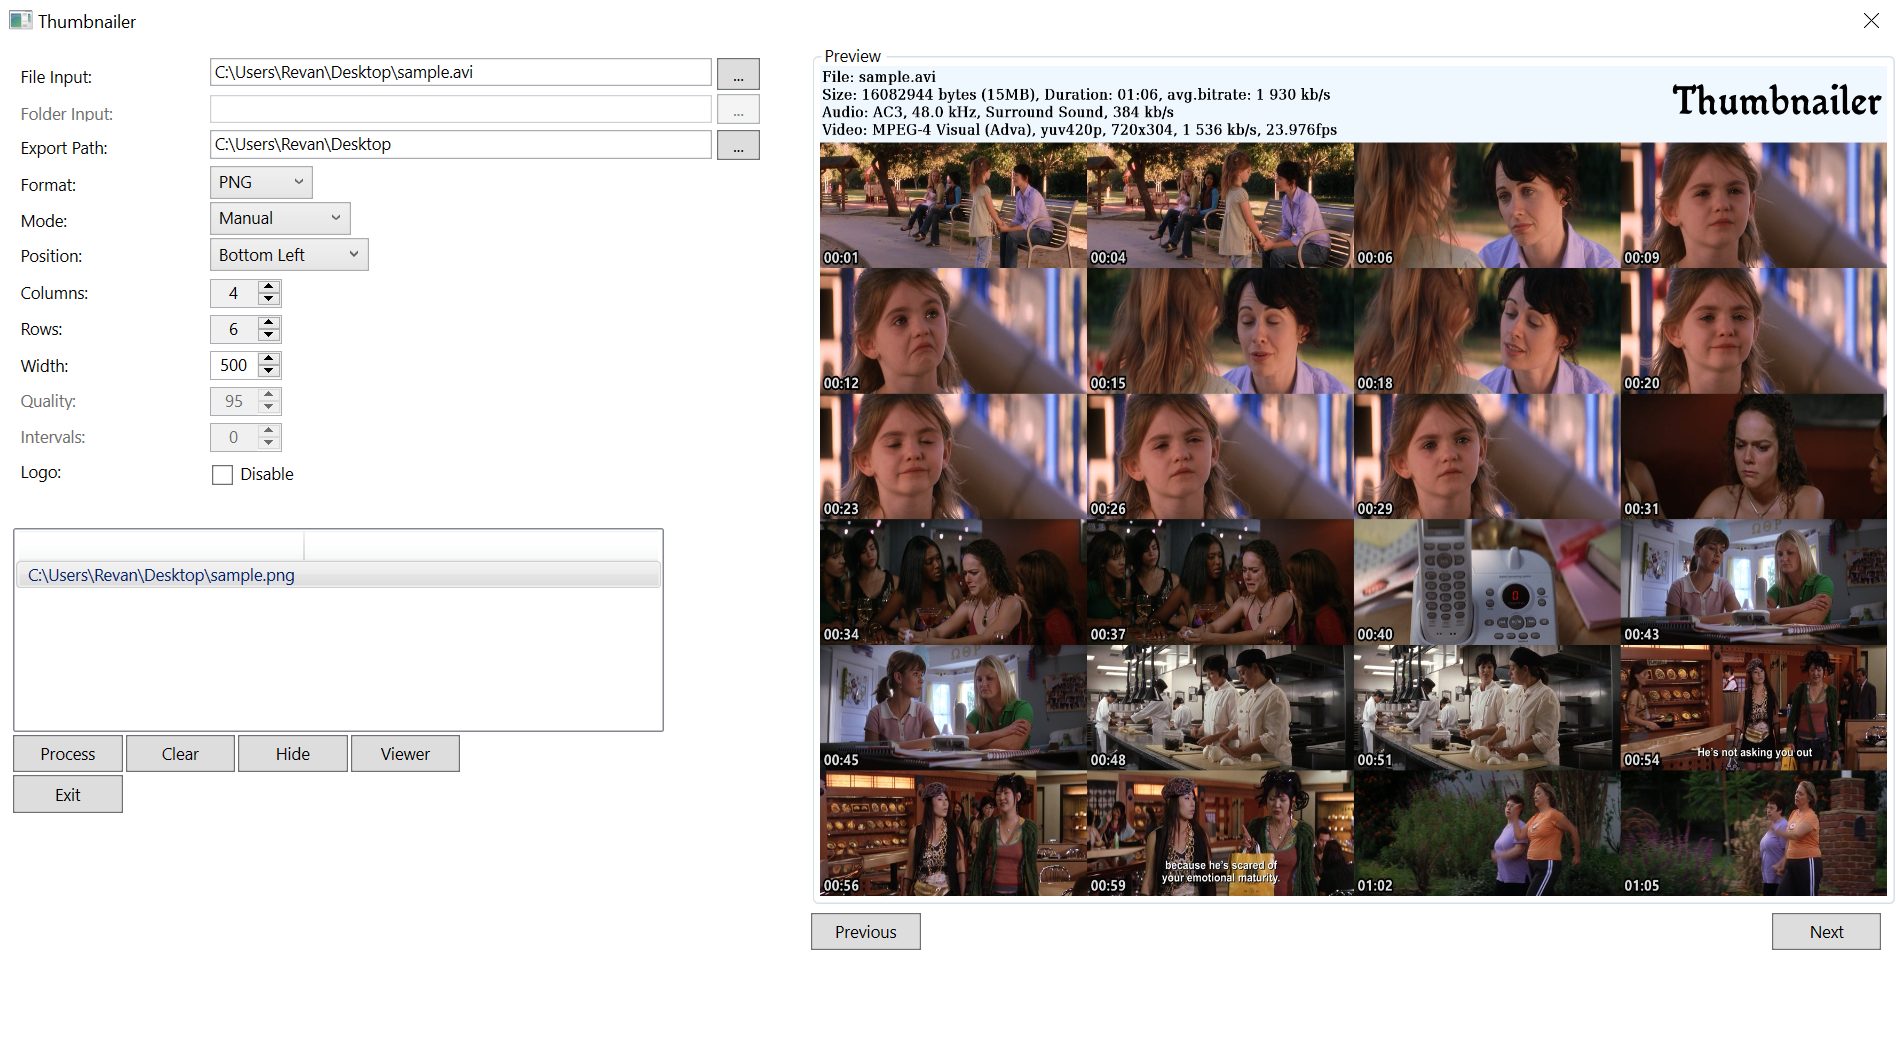 Thumbnailer
File Input:
C:\Users\Revan\Desktop\sample.avi
...
Folder Input:
...
Export Path:
C:\Users\Revan\Desktop
...
Format:
PNG
Mode:
Manual
Position:
Bottom Left
Columns:
4
Rows:
6
Width:
500
Quality:
95
Intervals:
0
Logo:
Disable
C:\Users\Revan\Desktop\sample.png
Process
Clear
Hide
Viewer
Exit
Preview
File: sample.avi
Size: 16082944 bytes (15MB), Duration: 01:06, avg.bitrate: 1 930 kb/s
Audio: AC3, 48.0 kHz, Surround Sound, 384 kb/s
Video: MPEG-4 Visual (Adva), yuv420p, 720x304, 1 536 kb/s, 23.976fps
Thumbnailer
00:01
00:04
00:06
00:09
00:12
00:15
00:18
00:20
00:23
00:26
00:29
00:31
00:34
00:37
0
00:40
ΩΘΡ
00:43
ΩΘΡ
00:45
00:48
00:51
He's not asking you out
00:54
00:56
because he's scared of
your emotional maturity.
00:59
01:02
01:05
Previous
Next